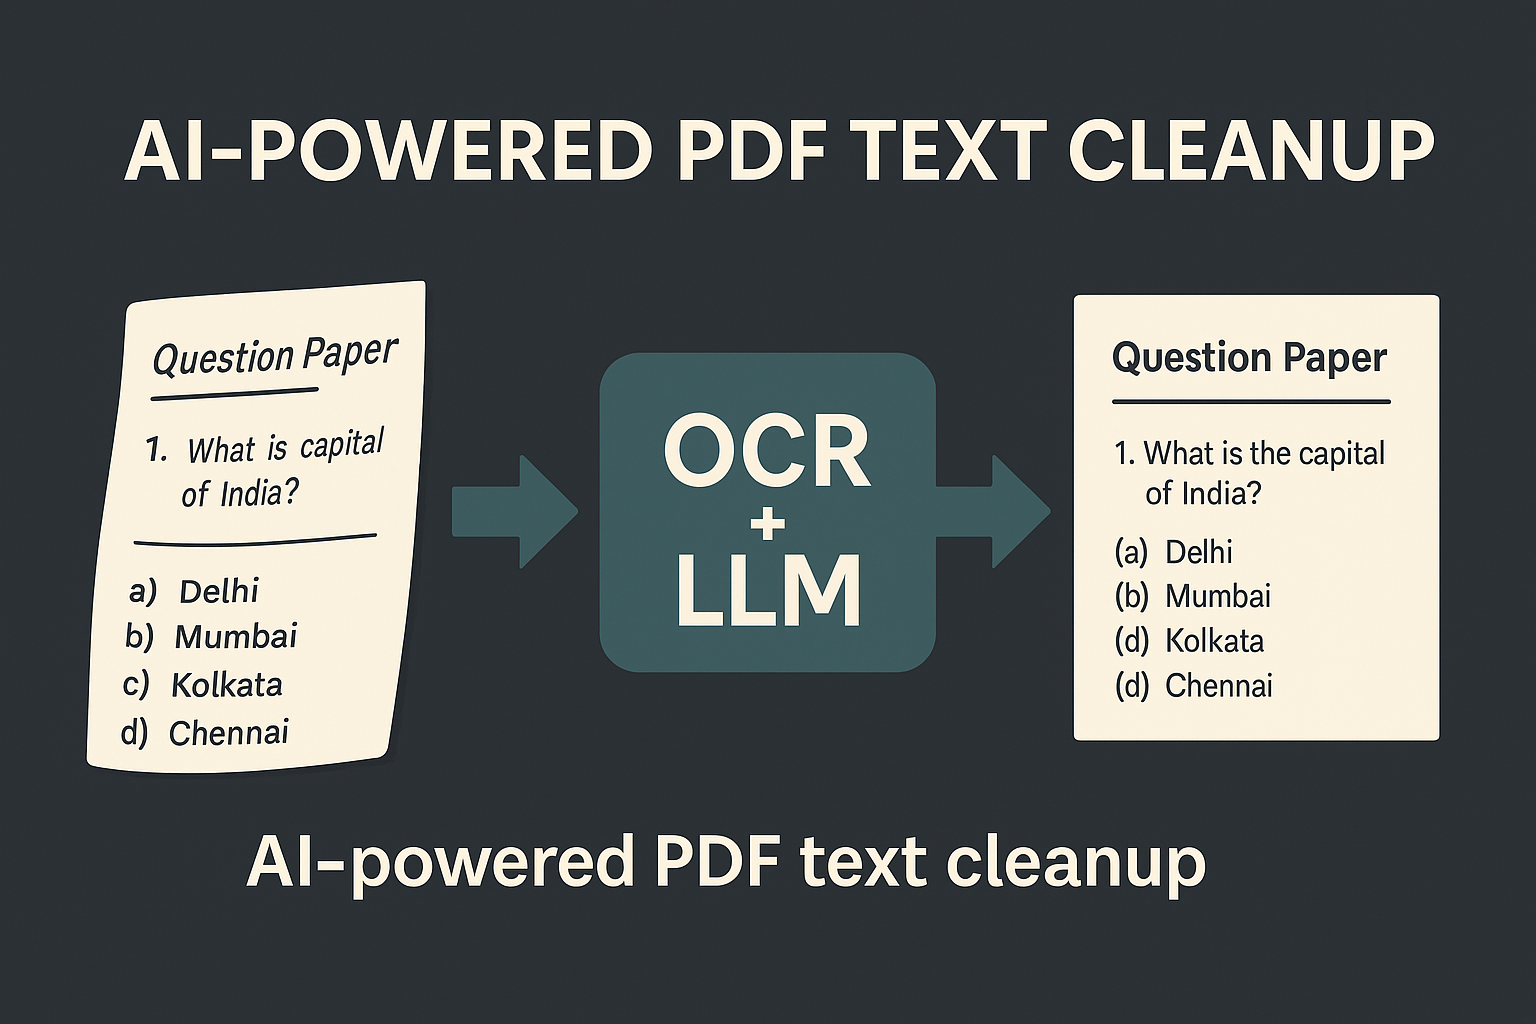 AI-POWERED PDF TEXT CLEANUP
Question Paper
1. What is capital
of India?
a) Delhi
b) Mumbai
c) Kolkata
d) Chennai
OCR
+
LLM
Question Paper
1. What is the capital
of India?
(a) Delhi
(b) Mumbai
(d) Kolkata
(d) Chennai
AI-powered PDF text cleanup